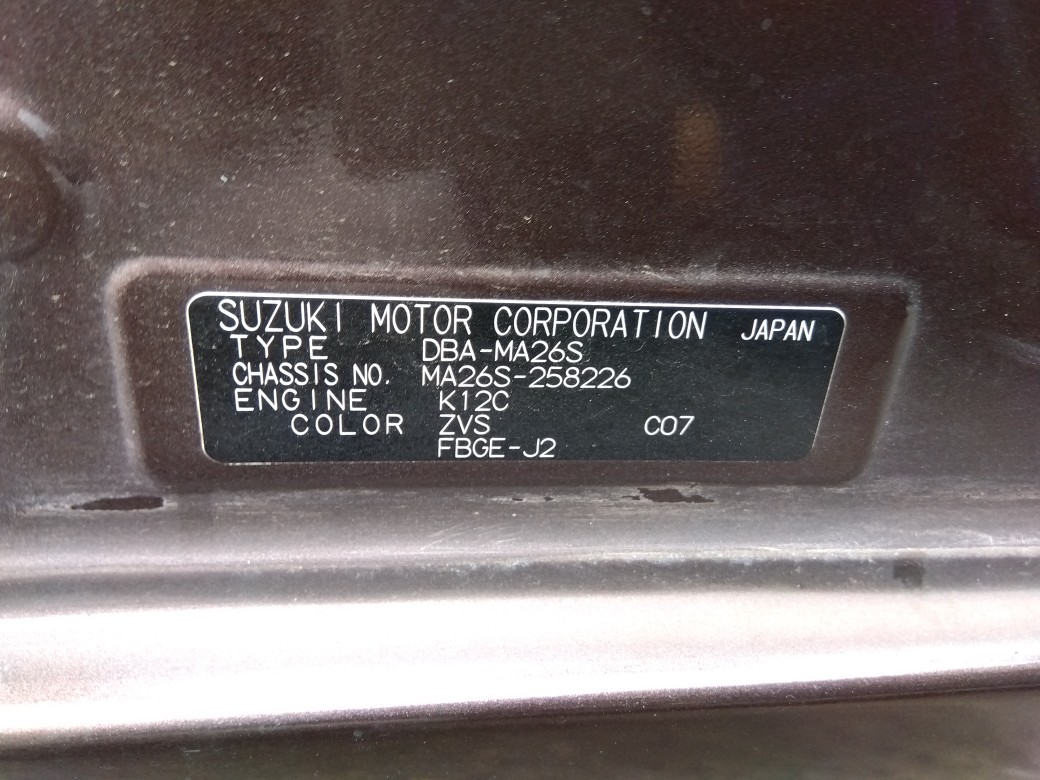 SUZUKI MOTOR CORPORATION JAPAN
TYPE DBA-MA26S
CHASSIS NO. MA26S-258226
ENGINE K12C
COLOR ZVS C07
FBGE-J2